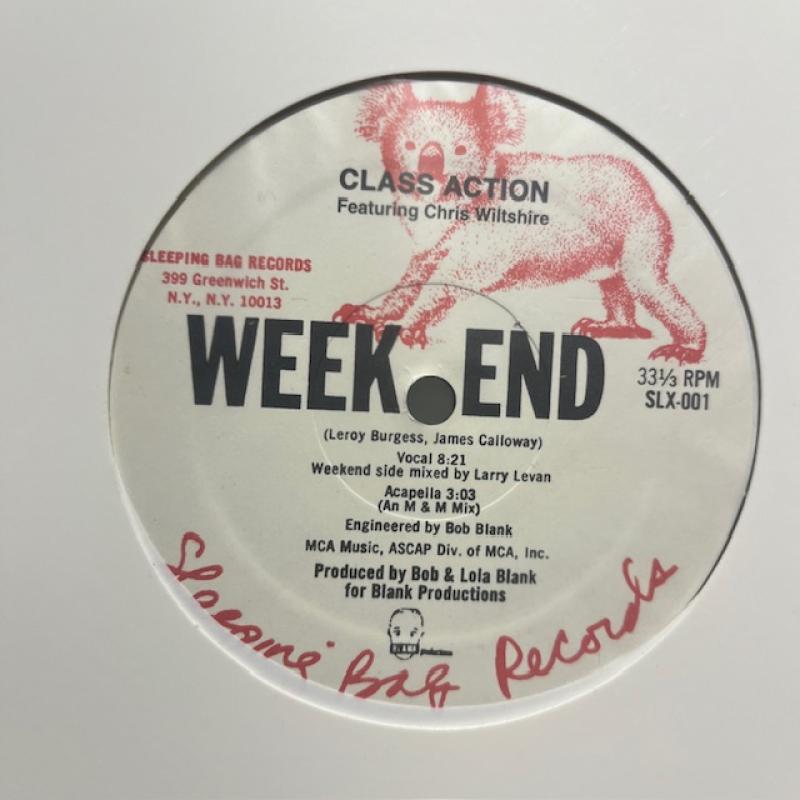 CLASS ACTION
Featuring Chris Wiltshire
SLEEPING BAG RECORDS
399 Greenwich St.
N.Y., N.Y. 10013
WEEK END
33⅓ RPM
SLX-001
(Leroy Burgess, James Calloway)
Vocal 8:21
Weekend side mixed by Larry Levan
Acapella 3:03
(An M & M Mix)
Engineered by Bob Blank
MCA Music, ASCAP Div. of MCA, Inc.
Produced by Bob & Lola Blank
for Blank Productions
BLANK productions
Sleeping Bag Records